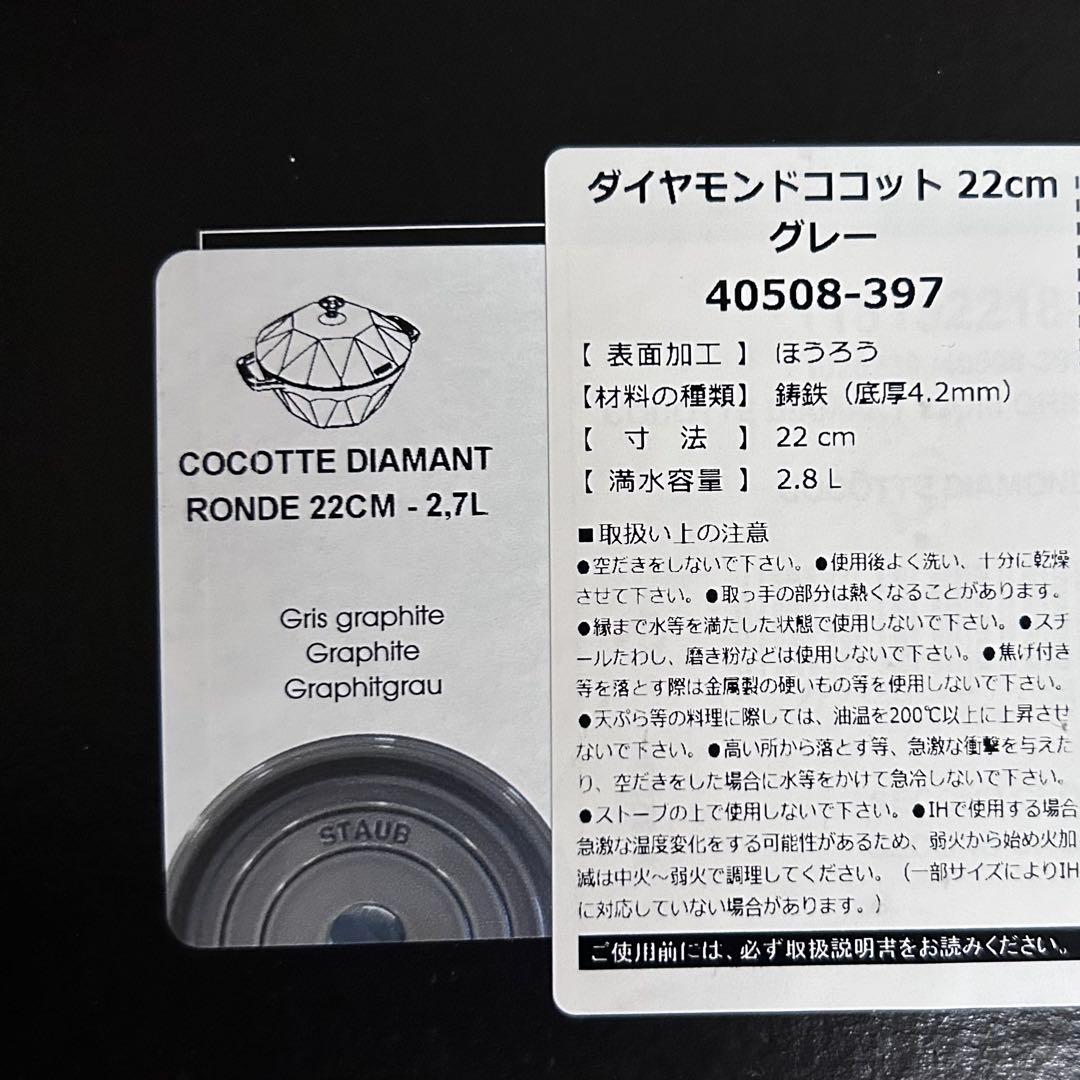 COCOTTE DIAMANT
RONDE 22CM - 2,7L
Gris graphite
Graphite
Graphitgrau
STAUB
ダイヤモンドココット 22cm
グレー
40508-397
【 表面加工 】 ほうろう
【材料の種類】 鋳鉄（底厚4.2mm）
【 寸 法 】 22 cm
【 満水容量 】 2.8 L
■取扱い上の注意
●空だきをしないで下さい。●使用後よく洗い、十分に乾燥
させて下さい。●取っ手の部分は熱くなることがあります。
●縁まで水等を満たした状態で使用しないで下さい。●スチ
ールたわし、磨き粉などは使用しないで下さい。●焦げ付き
等を落とす際は金属製の硬いもの等を使用しないで下さい。
●天ぷら等の料理に際しては、油温を200℃以上に上昇させ
ないで下さい。●高い所から落とす等、急激な衝撃を与えた
り、空だきをした場合に水等をかけて急冷しないで下さい。
●ストーブの上で使用しないで下さい。●IHで使用する場合
急激な温度変化をする可能性があるため、弱火から始め火加
減は中火～弱火で調理してください。（一部サイズによりIH
に対応していない場合があります。）
ご使用前には、必ず取扱説明書をお読みください。